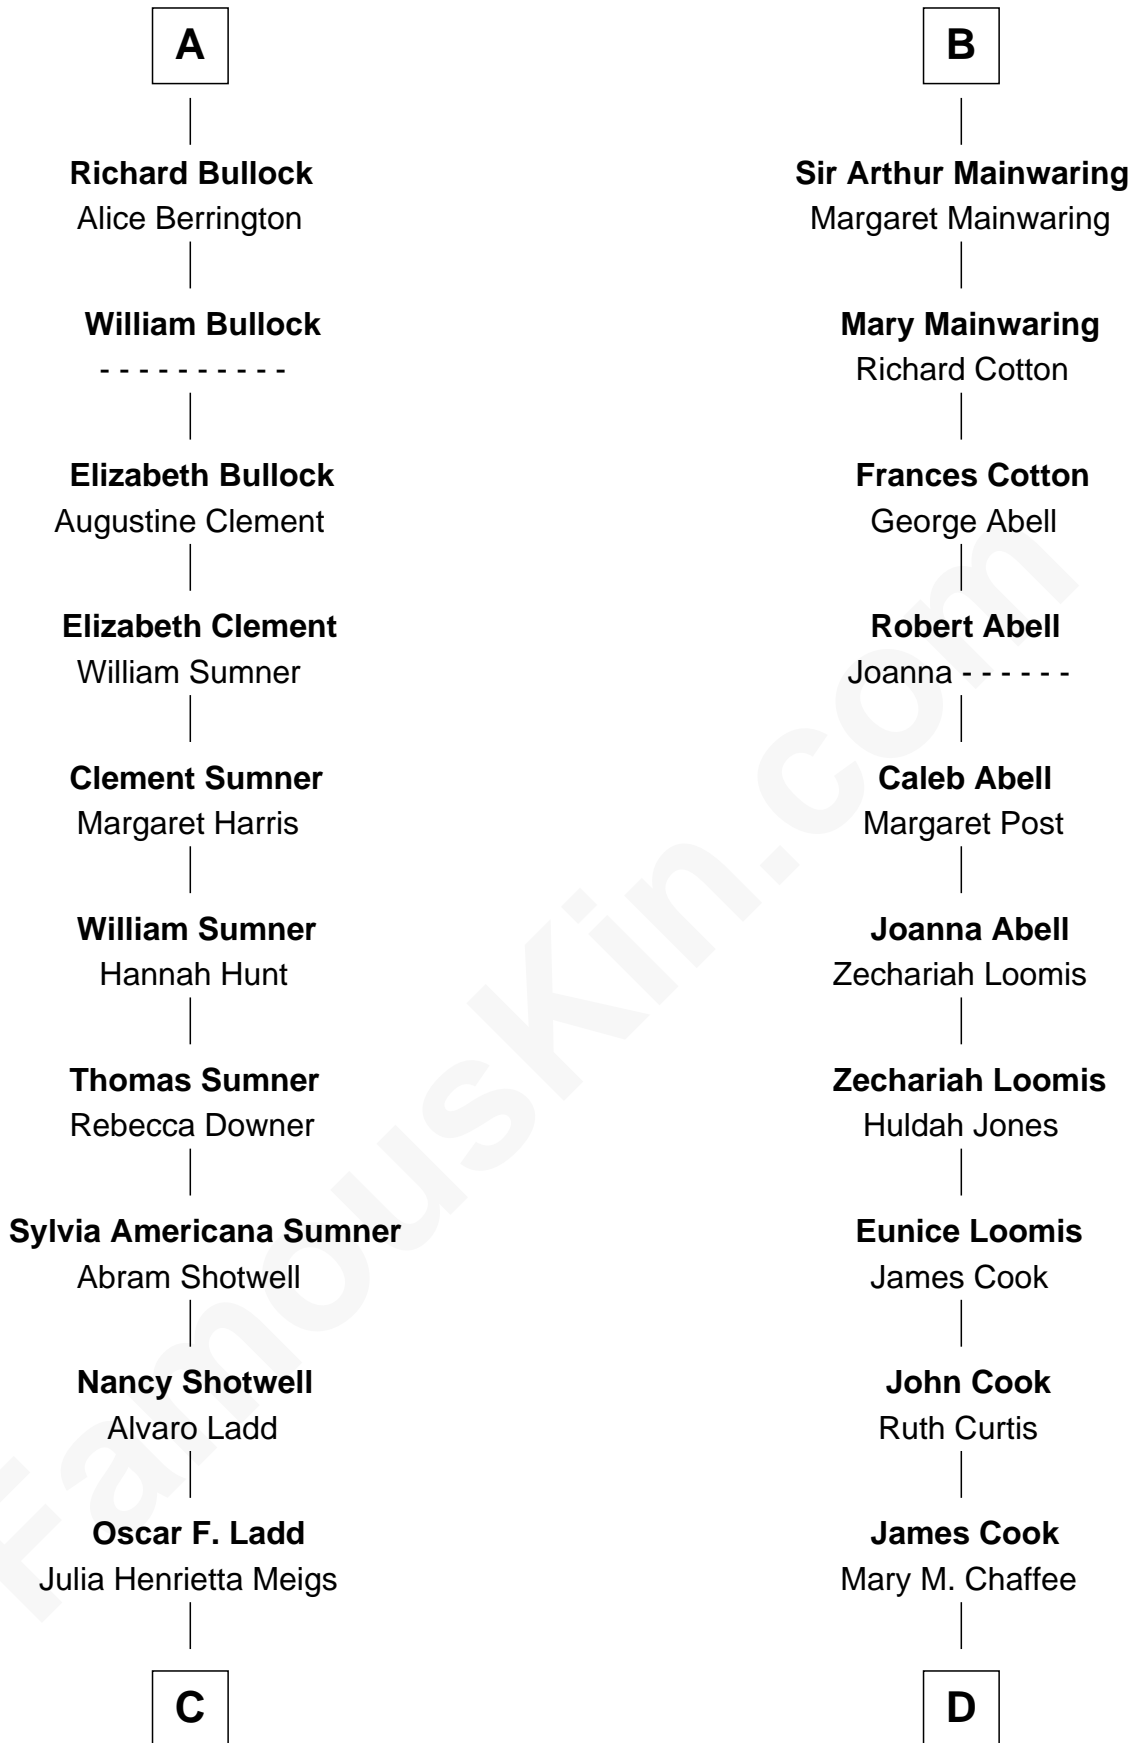 A
Richard Bullock
Alice Berrington
William Bullock
- - - - - - - - - -
Elizabeth Bullock
Augustine Clement
Elizabeth Clement
William Sumner
Clement Sumner
Margaret Harris
William Sumner
Hannah Hunt
Thomas Sumner
Rebecca Downer
Sylvia Americana Sumner
Abram Shotwell
Nancy Shotwell
Alvaro Ladd
Oscar F. Ladd
Julia Henrietta Meigs
C
B
Sir Arthur Mainwaring
Margaret Mainwaring
Mary Mainwaring
Richard Cotton
Frances Cotton
George Abell
Robert Abell
Joanna - - - - - -
Caleb Abell
Margaret Post
Joanna Abell
Zechariah Loomis
Zechariah Loomis
Huldah Jones
Eunice Loomis
James Cook
John Cook
Ruth Curtis
James Cook
Mary M. Chaffee
D
FamousKin.com